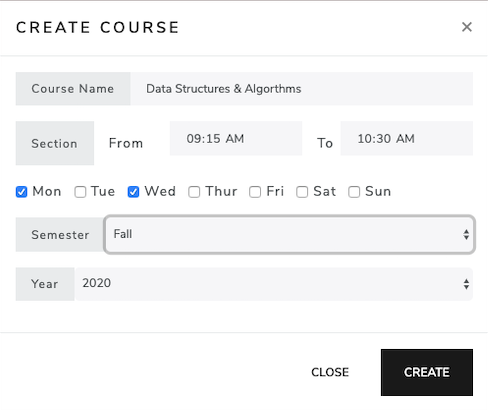 CREATE COURSE ×
Course Name Data Structures & Algorthms
Section From 09:15 AM To 10:30 AM
Mon Tue Wed Thur Fri Sat Sun
Semester Fall
Year 2020
CLOSE CREATE